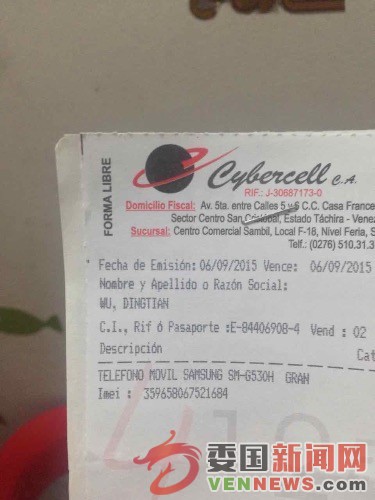 FORMA LIBRE
Cybercell C.A.
RIF.: J-30687173-0
Domicilio Fiscal: Av. 5ta. entre Calles 5 y 6 C.C. Casa France
Sector Centro San Cristóbal, Estado Táchira - Vene
Sucursal: Centro Comercial Sambil, Local F-18, Nivel Feria, S
Telf.: (0276) 510.31.3
Fecha de Emisión: 06/09/2015 Vence: 06/09/2015
Nombre y Apellido o Razón Social:
WU, DINGTIAN
C.I., Rif ó Pasaporte :E-84406908-4 Vend : 02
Descripción Cat
TELEFONO MOVIL SAMSUNG SM-G530H GRAN
Imei : 359658067521684
委国新闻网
VENNEWS.COM